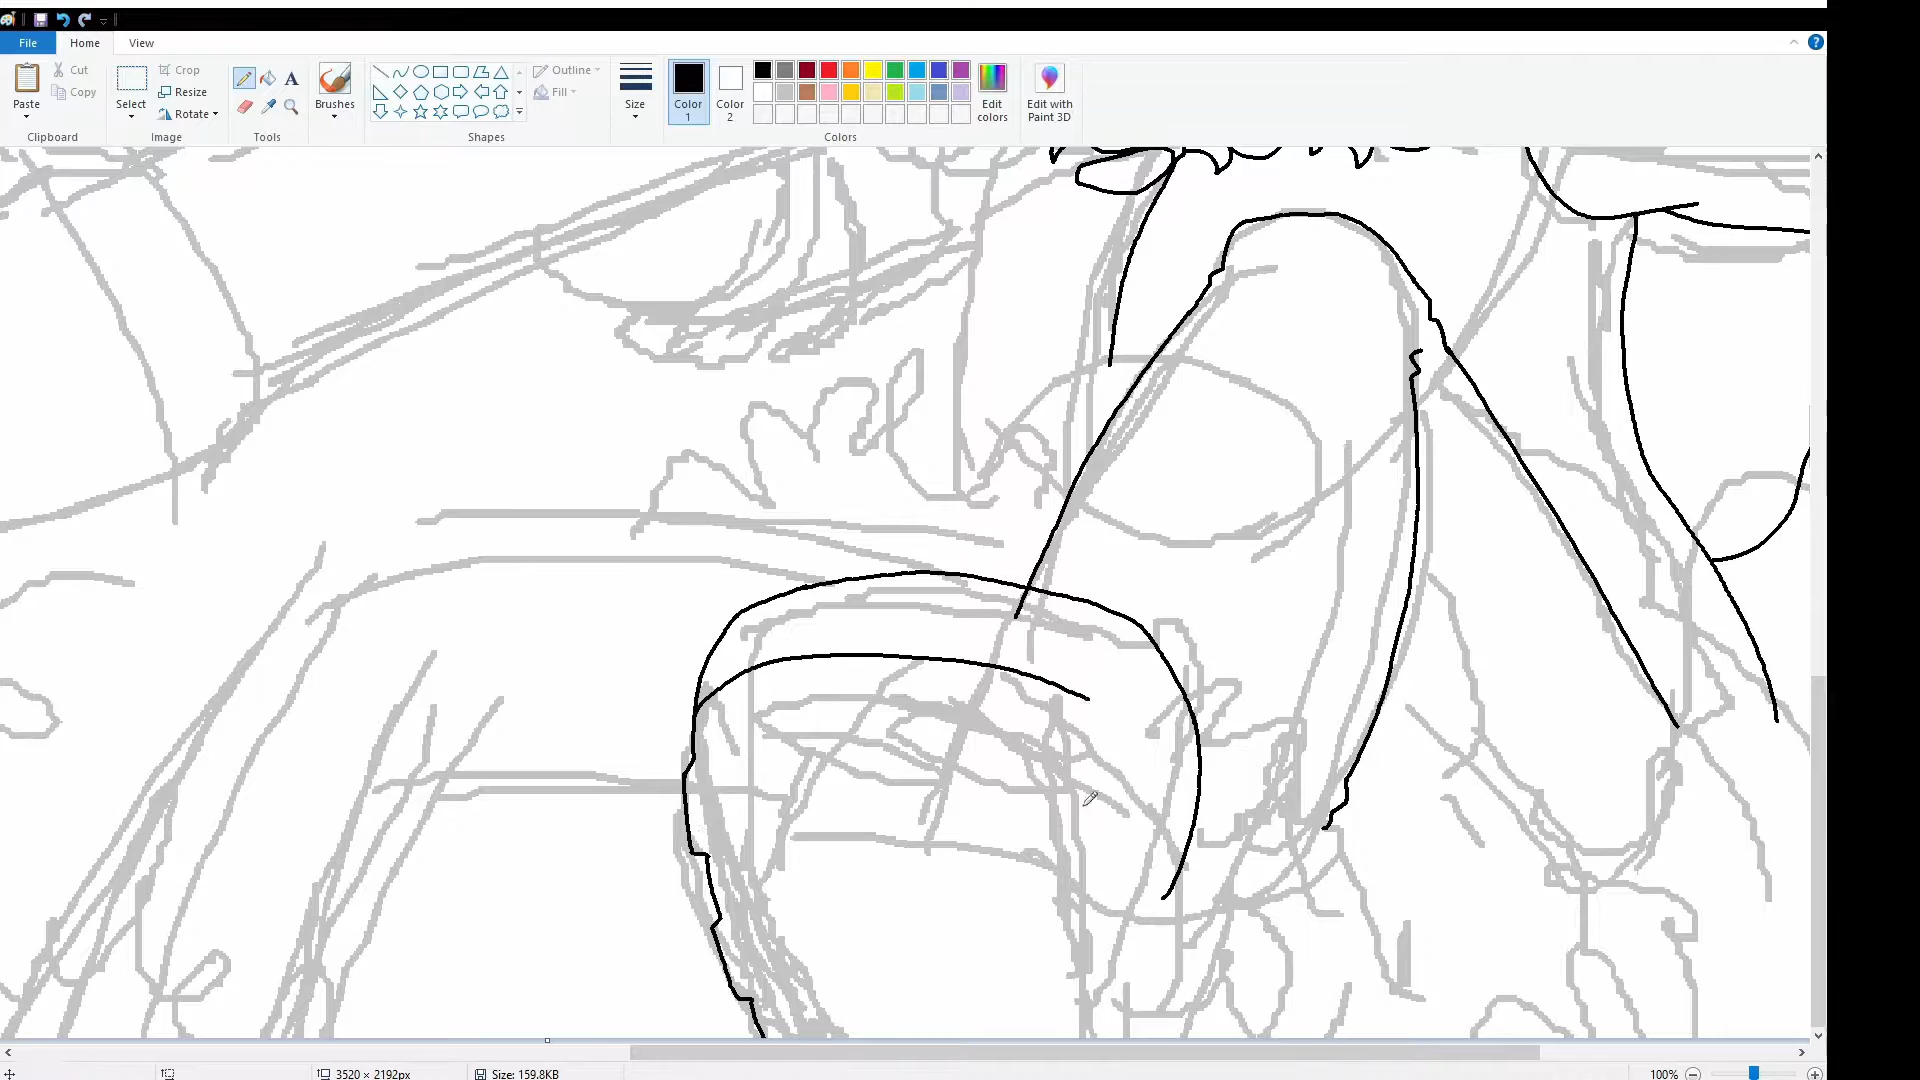 File Home View
Paste Cut Copy
Clipboard
Select Crop Resize Rotate
Image
A
Tools
Brushes
Outline Fill
Shapes
Size
Color 1 Color 2
Edit colors
Colors
Edit with Paint 3D
3520 × 2192px Size: 159.8KB 100%